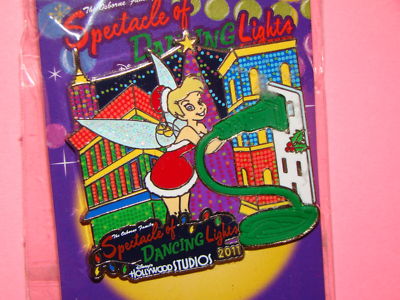 The Osborne Family
Spectacle of
DANCING Lights
The Osborne Family
Spectacle of
DANCING Lights
Disney's
HOLLYWOOD STUDIOS 2011